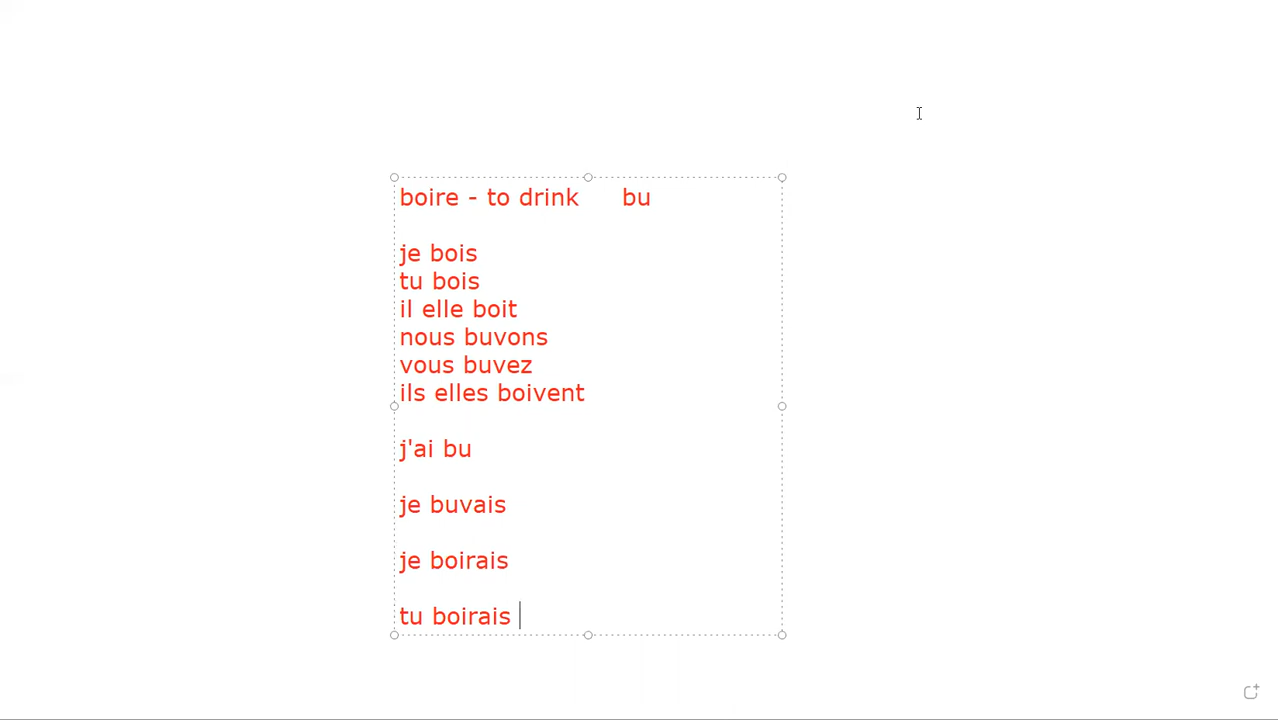 boire - to drink bu
je bois
tu bois
il elle boit
nous buvons
vous buvez
ils elles boivent
j'ai bu
je buvais
je boirais
tu boirais